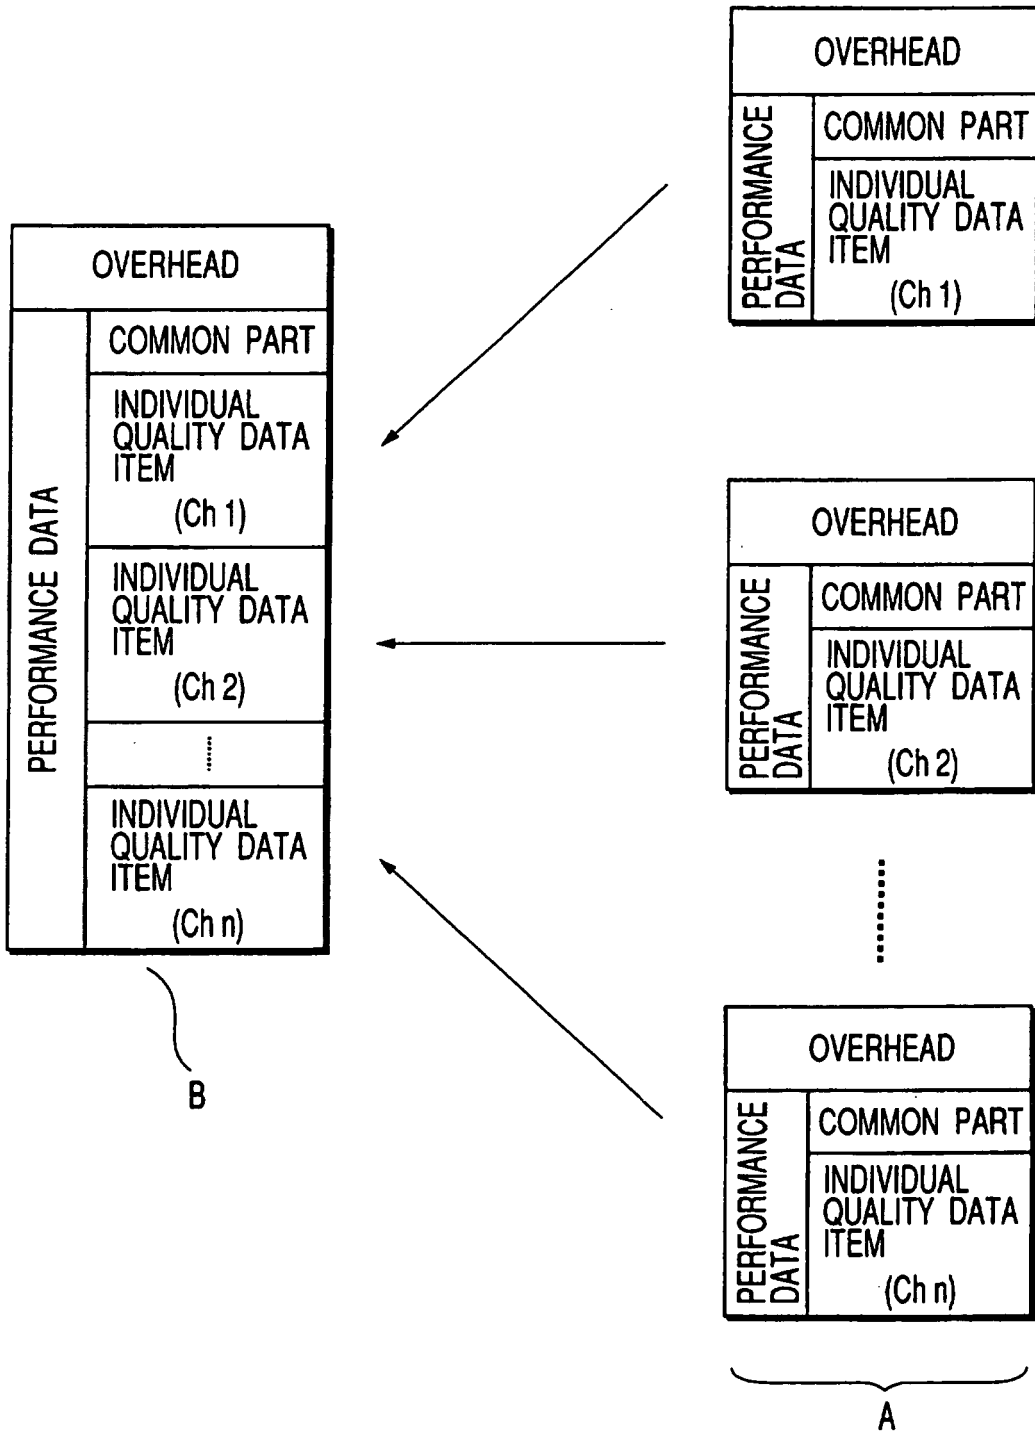 OVERHEAD
PERFORMANCE DATA
COMMON PART
INDIVIDUAL
QUALITY DATA
ITEM
(Ch 1)
INDIVIDUAL
QUALITY DATA
ITEM
(Ch 2)
INDIVIDUAL
QUALITY DATA
ITEM
(Ch n)
B
OVERHEAD
PERFORMANCE
DATA
COMMON PART
INDIVIDUAL
QUALITY DATA
ITEM
(Ch 1)
OVERHEAD
PERFORMANCE
DATA
COMMON PART
INDIVIDUAL
QUALITY DATA
ITEM
(Ch 2)
OVERHEAD
PERFORMANCE
DATA
COMMON PART
INDIVIDUAL
QUALITY DATA
ITEM
(Ch n)
A